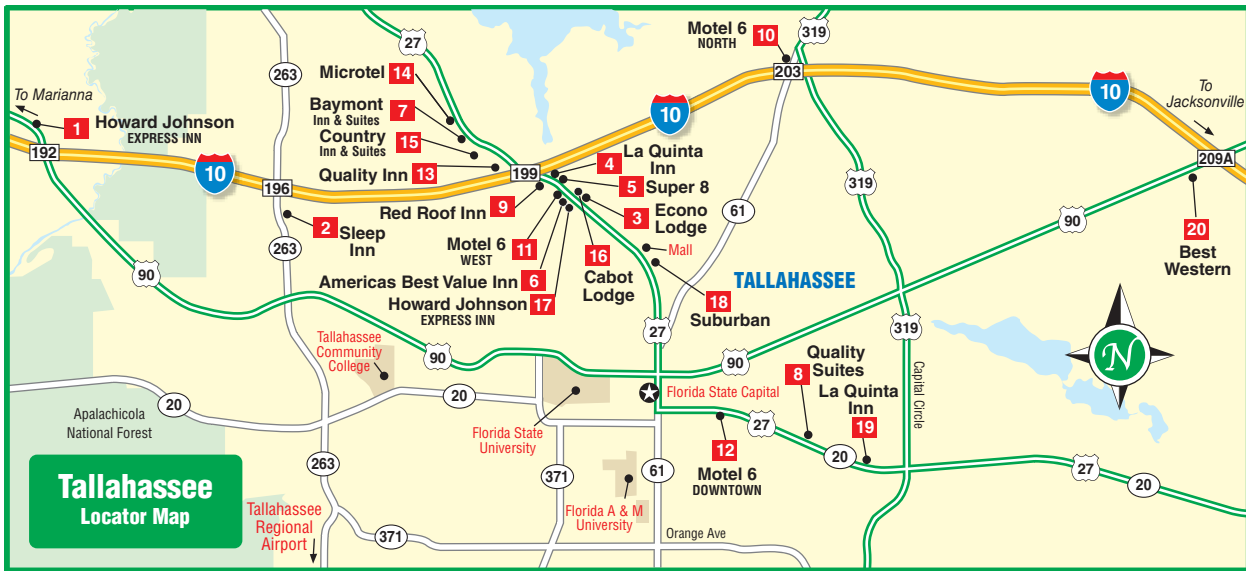 Motel 6
NORTH
10
319
27
263
203
Microtel
14
10
10
To
Jacksonville
To Marianna
Baymont
Inn & Suites
7
1
Howard Johnson
EXPRESS INN
Country
Inn & Suites
15
192
10
196
Quality Inn
13
199
4
La Quinta
Inn
209A
5
Super 8
319
Red Roof Inn
9
3
Econo
Lodge
61
90
2
Sleep
Inn
263
Motel 6
WEST
11
16
Cabot
Lodge
Mall
20
Best
Western
90
Americas Best Value Inn
6
TALLAHASSEE
Howard Johnson
EXPRESS INN
17
18
Suburban
27
319
Tallahassee
Community
College
90
90
Quality
Suites
8
N
20
20
Florida State Capital
La Quinta
Inn
19
Capital Circle
Apalachicola
National Forest
Florida State
University
12
27
20
Motel 6
DOWNTOWN
263
371
61
27
20
Tallahassee
Locator Map
Tallahassee
Regional
Airport
Florida A & M
University
371
Orange Ave